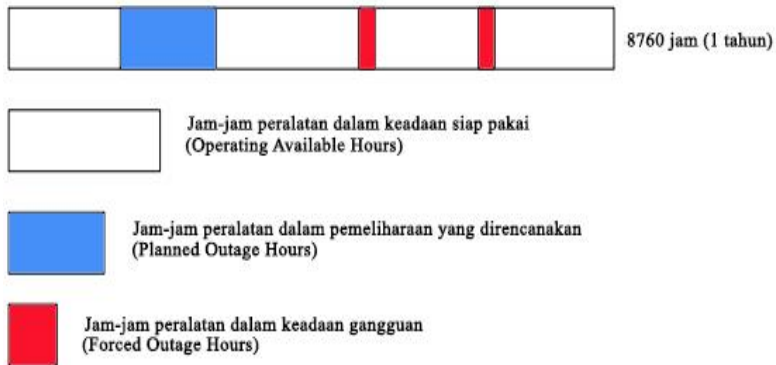 8760 jam (1 tahun)
Jam-jam peralatan dalam keadaan siap pakai
(Operating Available Hours)
Jam-jam peralatan dalam pemeliharaan yang direncanakan
(Planned Outage Hours)
Jam-jam peralatan dalam keadaan gangguan
(Forced Outage Hours)